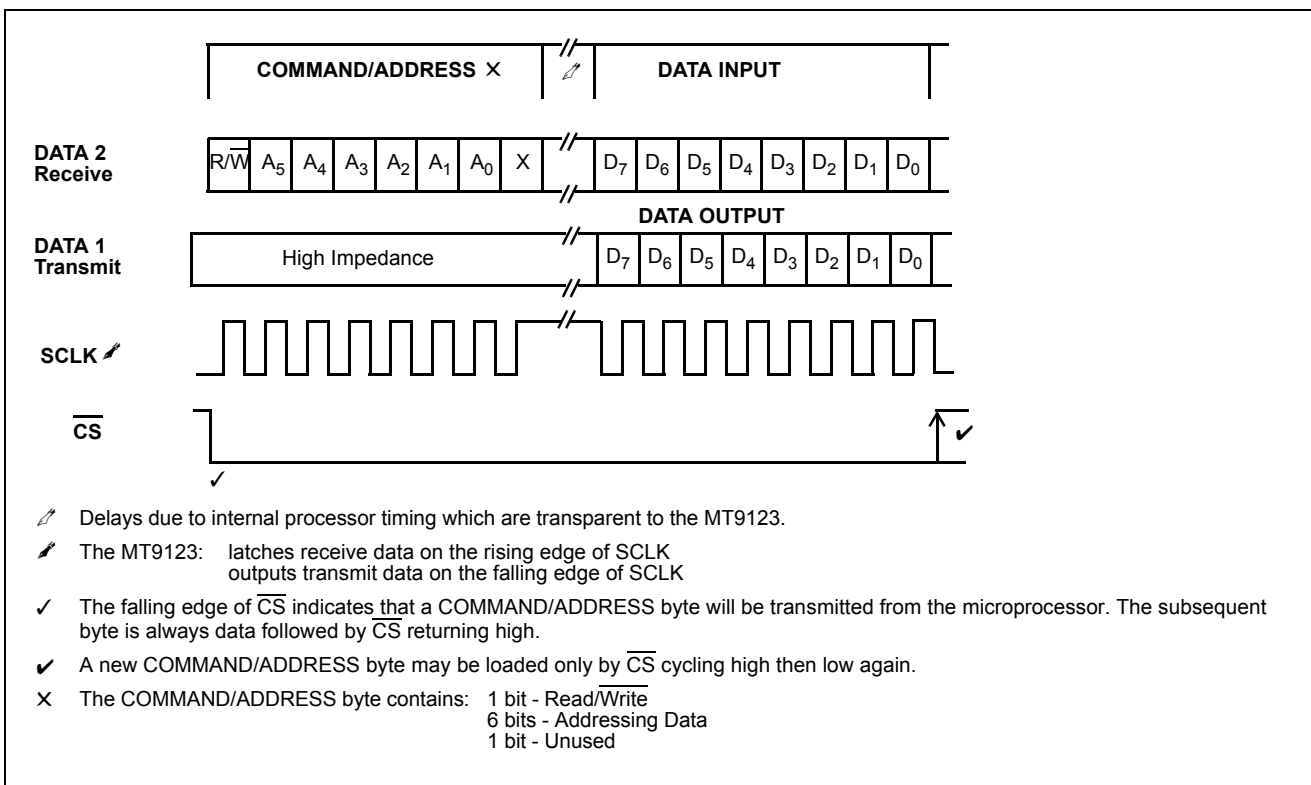 COMMAND/ADDRESS ✕ // ✐ DATA INPUT
DATA 2
Receive
R/W̅ A₅ A₄ A₃ A₂ A₁ A₀ X // D₇ D₆ D₅ D₄ D₃ D₂ D₁ D₀
DATA OUTPUT
DATA 1
Transmit
High Impedance // D₇ D₆ D₅ D₄ D₃ D₂ D₁ D₀
SCLK ✒
C̅S̅ ✔
✓
✐ Delays due to internal processor timing which are transparent to the MT9123.
✒ The MT9123: latches receive data on the rising edge of SCLK
outputs transmit data on the falling edge of SCLK
✓ The falling edge of C̅S̅ indicates that a COMMAND/ADDRESS byte will be transmitted from the microprocessor. The subsequent
byte is always data followed by C̅S̅ returning high.
✔ A new COMMAND/ADDRESS byte may be loaded only by C̅S̅ cycling high then low again.
✕ The COMMAND/ADDRESS byte contains: 1 bit - Read/W̅r̅i̅t̅e̅
6 bits - Addressing Data
1 bit - Unused